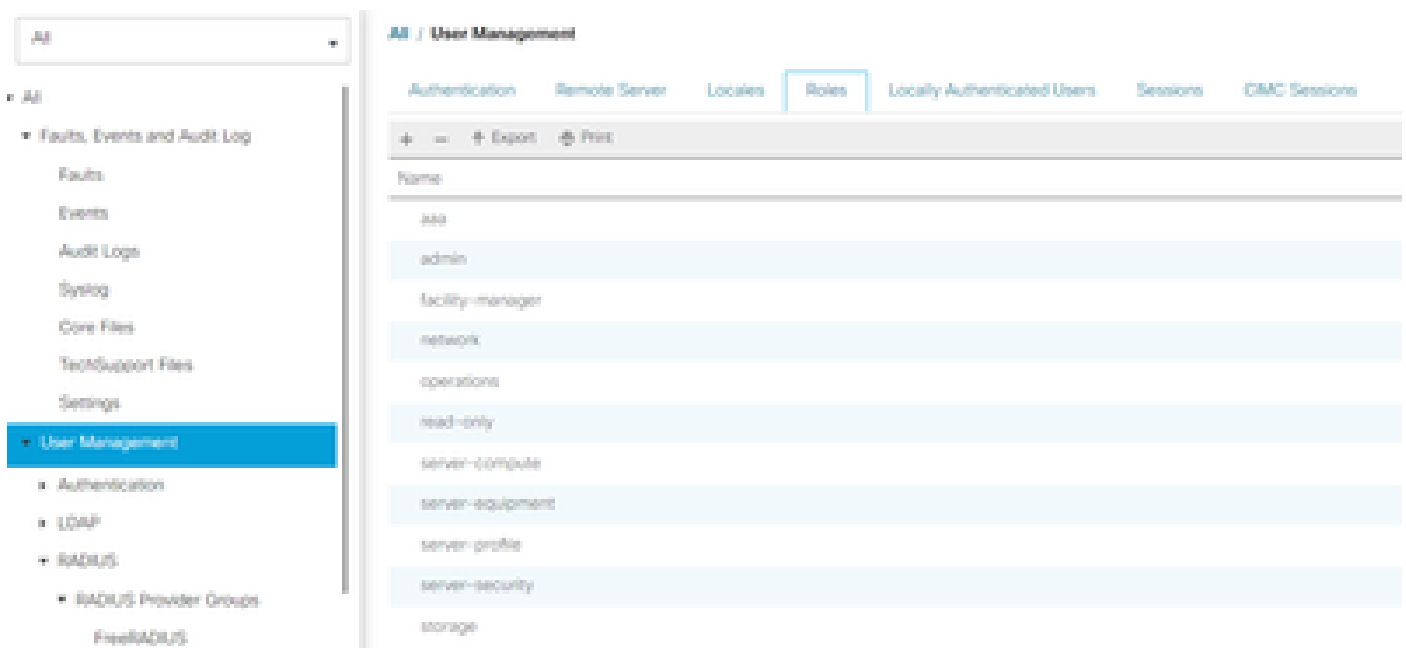 All
All
Faults, Events and Audit Log
Faults
Events
Audit Logs
Syslog
Core Files
TechSupport Files
Settings
User Management
Authentication
LDAP
RADIUS
RADIUS Provider Groups
FreeRADIUS
All / User Management
Authentication Remote Server Locales Roles Locally Authenticated Users Sessions CIMC Sessions
+ − Export Print
Name
aaa
admin
facility-manager
network
operations
read-only
server-compute
server-equipment
server-profile
server-security
storage